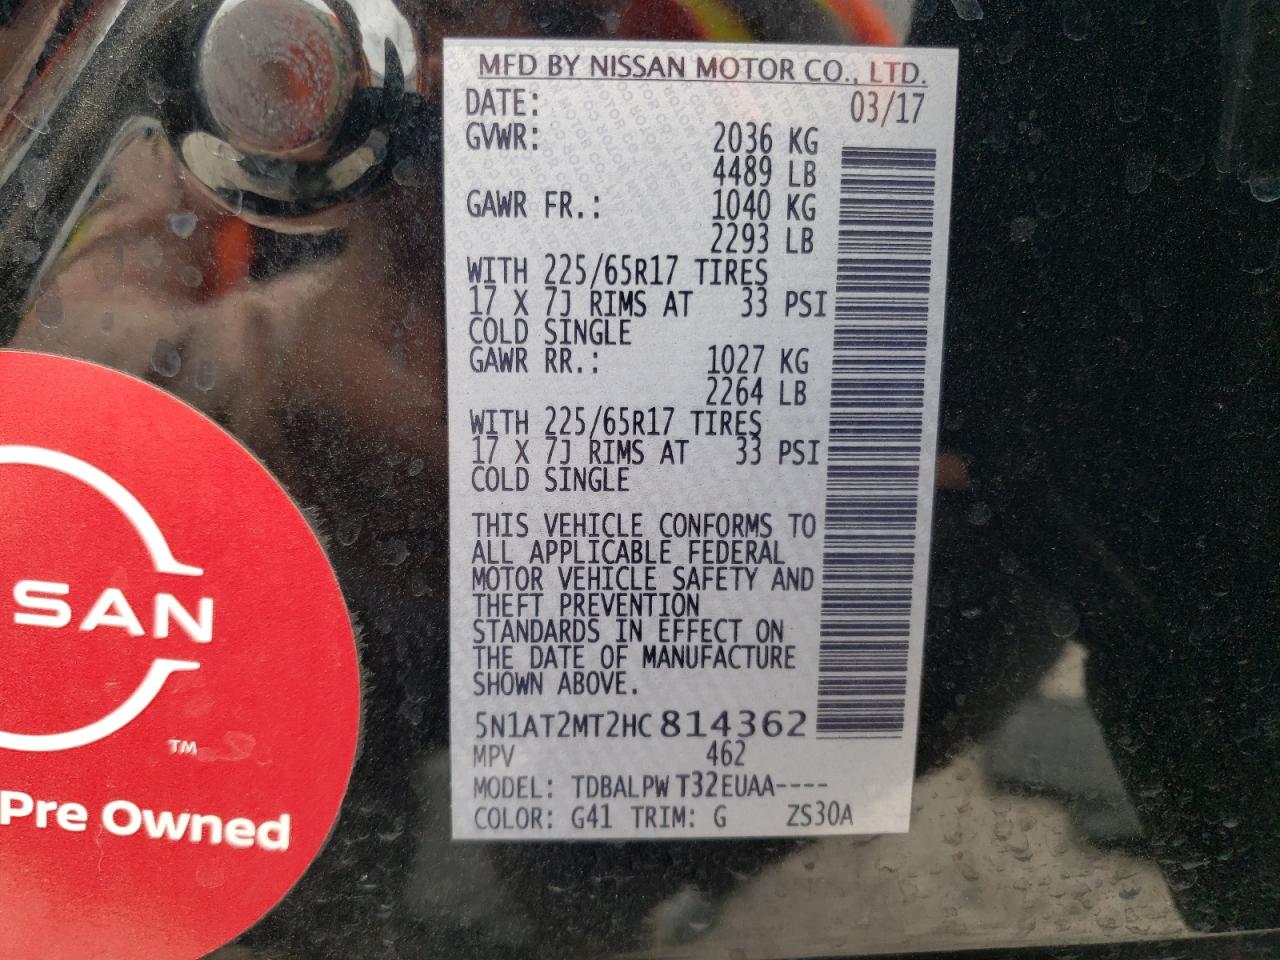 MFD BY NISSAN MOTOR CO., LTD.
DATE: 03/17
GVWR: 2036 KG
4489 LB
GAWR FR.: 1040 KG
2293 LB
WITH 225/65R17 TIRES
17 X 7J RIMS AT 33 PSI
COLD SINGLE
GAWR RR.: 1027 KG
2264 LB
WITH 225/65R17 TIRES
17 X 7J RIMS AT 33 PSI
COLD SINGLE
THIS VEHICLE CONFORMS TO
ALL APPLICABLE FEDERAL
MOTOR VEHICLE SAFETY AND
THEFT PREVENTION
STANDARDS IN EFFECT ON
THE DATE OF MANUFACTURE
SHOWN ABOVE.
5N1AT2MT2HC814362
MPV 462
MODEL: TDBALPW T32EUAA----
COLOR: G41 TRIM: G ZS30A
SSAN
TM
Pre Owned